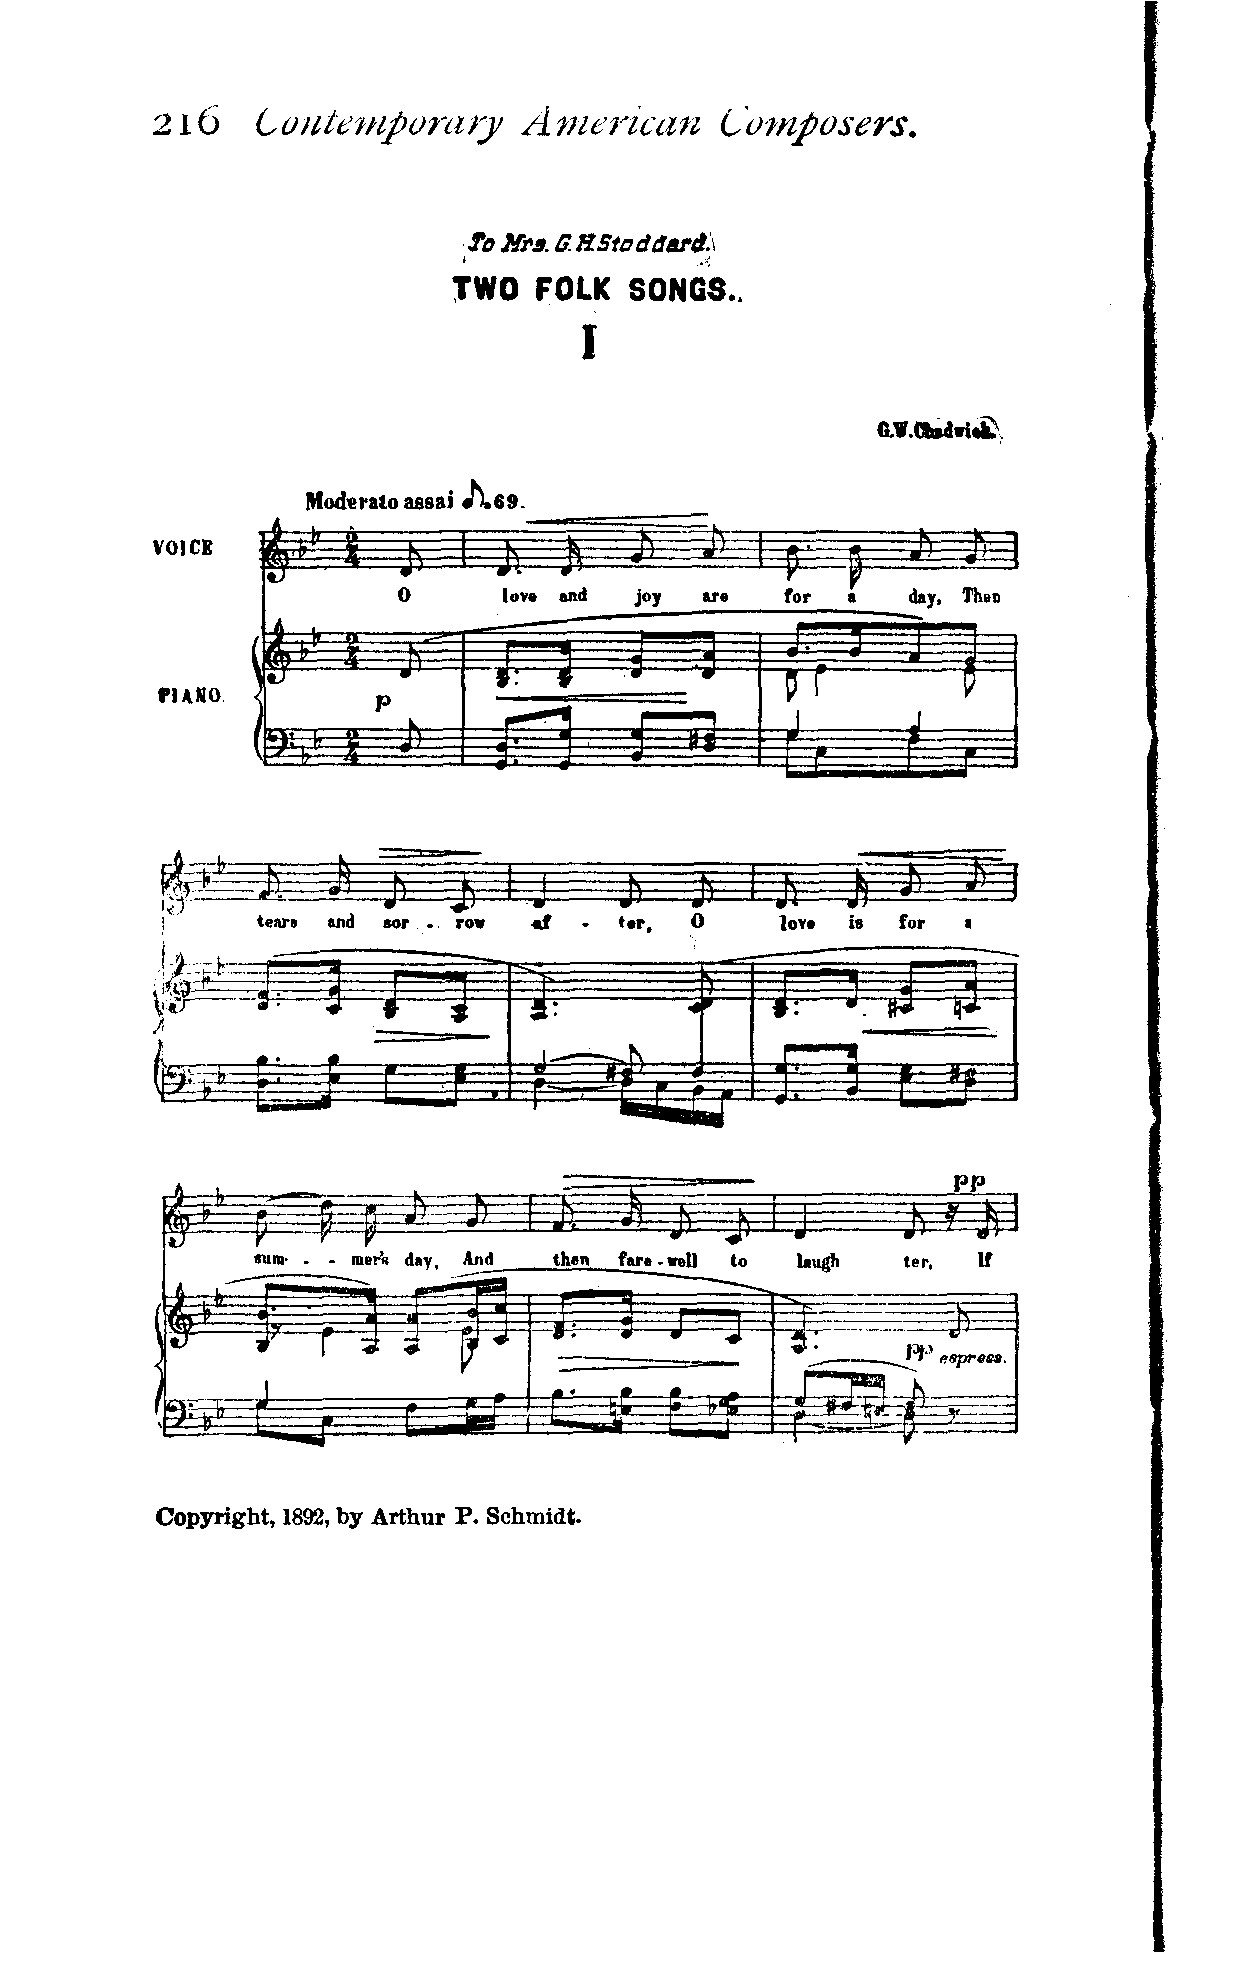 216 Contemporary American Composers.
To Mrs. G. H. Stoddard.
TWO FOLK SONGS.
I
G.W. Chadwick.
Moderato assai ♪.69.
VOICE
O love and joy are for a day, Then
PIANO.
p
tears and sor - row af - ter, O love is for a
pp
sum - - mer's day, And then fare - well to laugh ter, If
pp espress.
Copyright, 1892, by Arthur P. Schmidt.